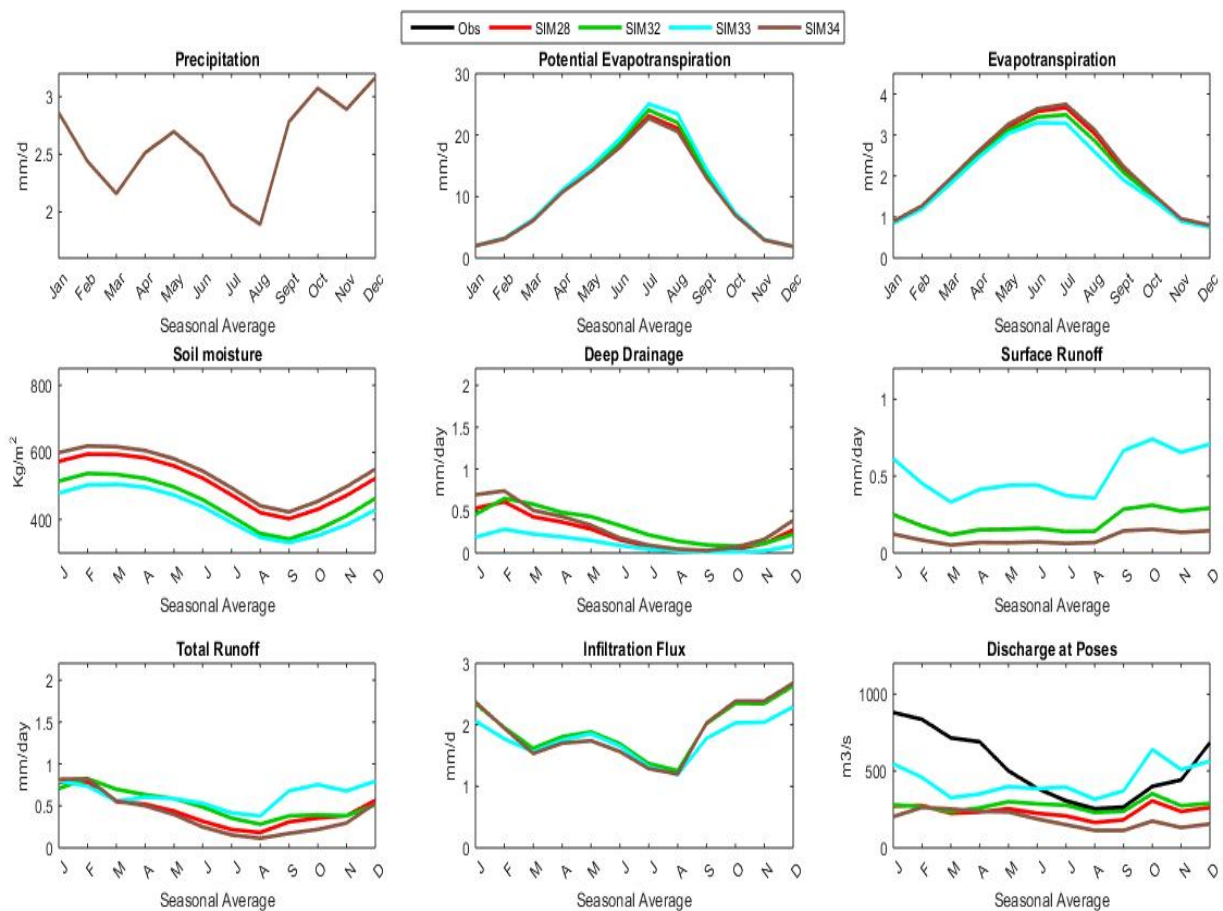 Obs SIM28 SIM32 SIM33 SIM34
Precipitation
3
2.5
2
mm/d
Jan Feb Mar Apr May Jun Jul Aug Sept Oct Nov Dec
Seasonal Average
Potential Evapotranspiration
30
20
10
0
mm/d
Jan Feb Mar Apr May Jun Jul Aug Sept Oct Nov Dec
Seasonal Average
Evapotranspiration
4
3
2
1
0
mm/d
Jan Feb Mar Apr May Jun Jul Aug Sept Oct Nov Dec
Seasonal Average
Soil moisture
800
600
400
Kg/m²
J F M A M J J A S O N D
Seasonal Average
Deep Drainage
2
1.5
1
0.5
0
mm/day
J F M A M J J A S O N D
Seasonal Average
Surface Runoff
1
0.5
0
mm/day
J F M A M J J A S O N D
Seasonal Average
Total Runoff
2
1.5
1
0.5
0
mm/day
J F M A M J J A S O N D
Seasonal Average
Infiltration Flux
3
2
1
0
mm/d
J F M A M J J A S O N D
Seasonal Average
Discharge at Poses
1000
500
0
m3/s
J F M A M J J A S O N D
Seasonal Average